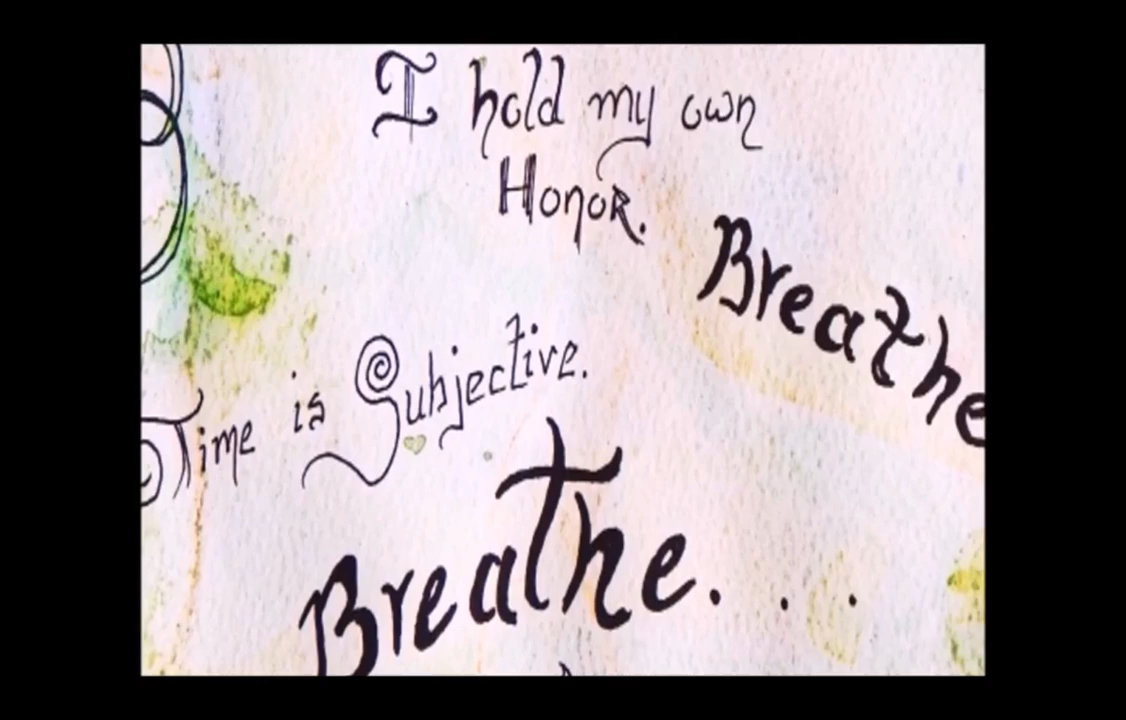 I hold my own
Honor.
Breathe
Time is Subjective.
Breathe...